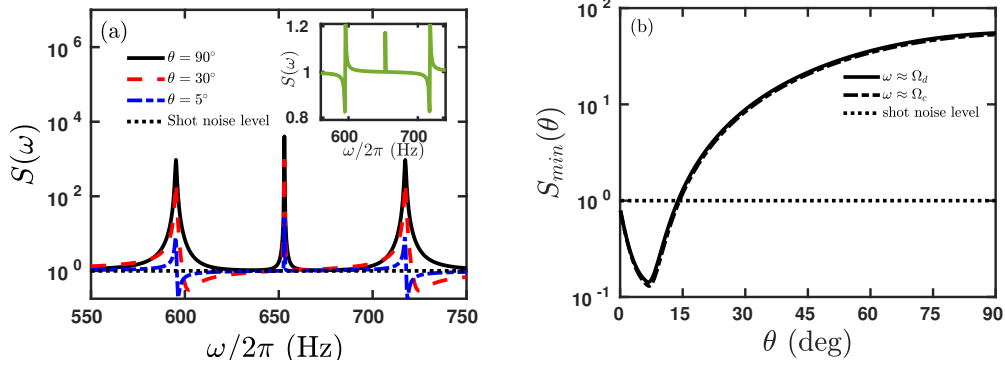 (a)
θ = 90°
θ = 30°
θ = 5°
Shot noise level
S(ω)
10^6
10^4
10^2
10^0
550
600
650
700
750
ω/2π (Hz)
S(ω)
1.2
1
0.8
600
700
ω/2π (Hz)
(b)
ω ≈ Ω_d
ω ≈ Ω_c
shot noise level
S_min(θ)
10^2
10^1
10^0
10^-1
0
15
30
45
60
75
90
θ (deg)